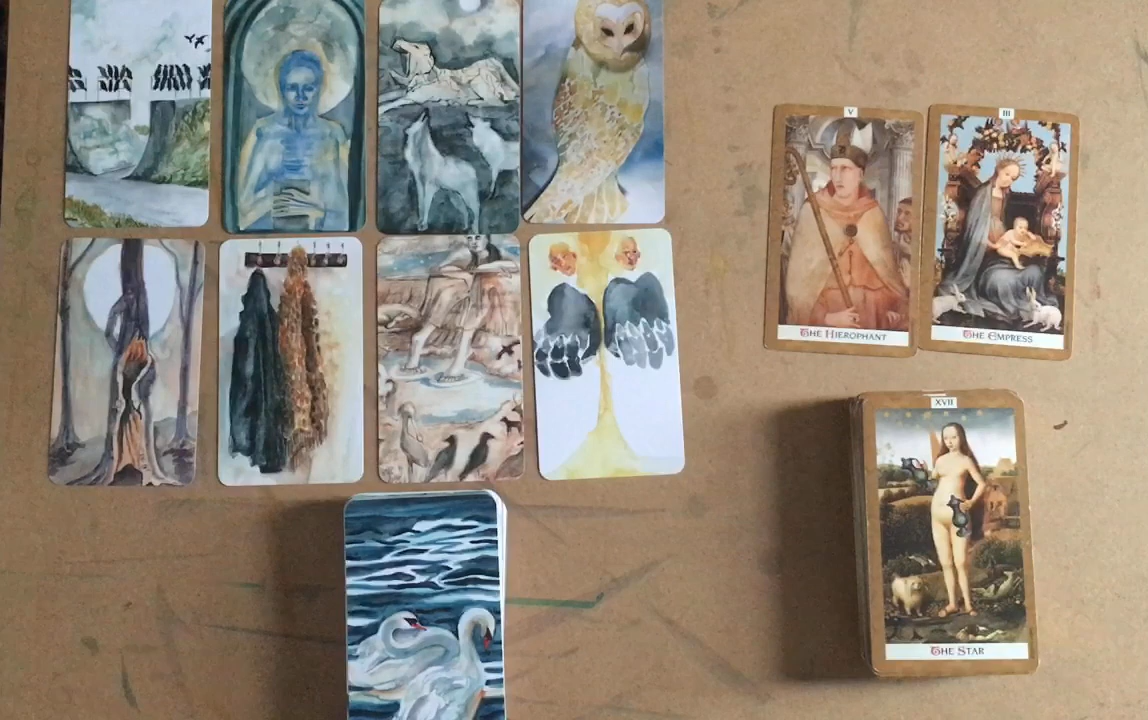 V
III
The Hierophant
The Empress
XVII
The Star